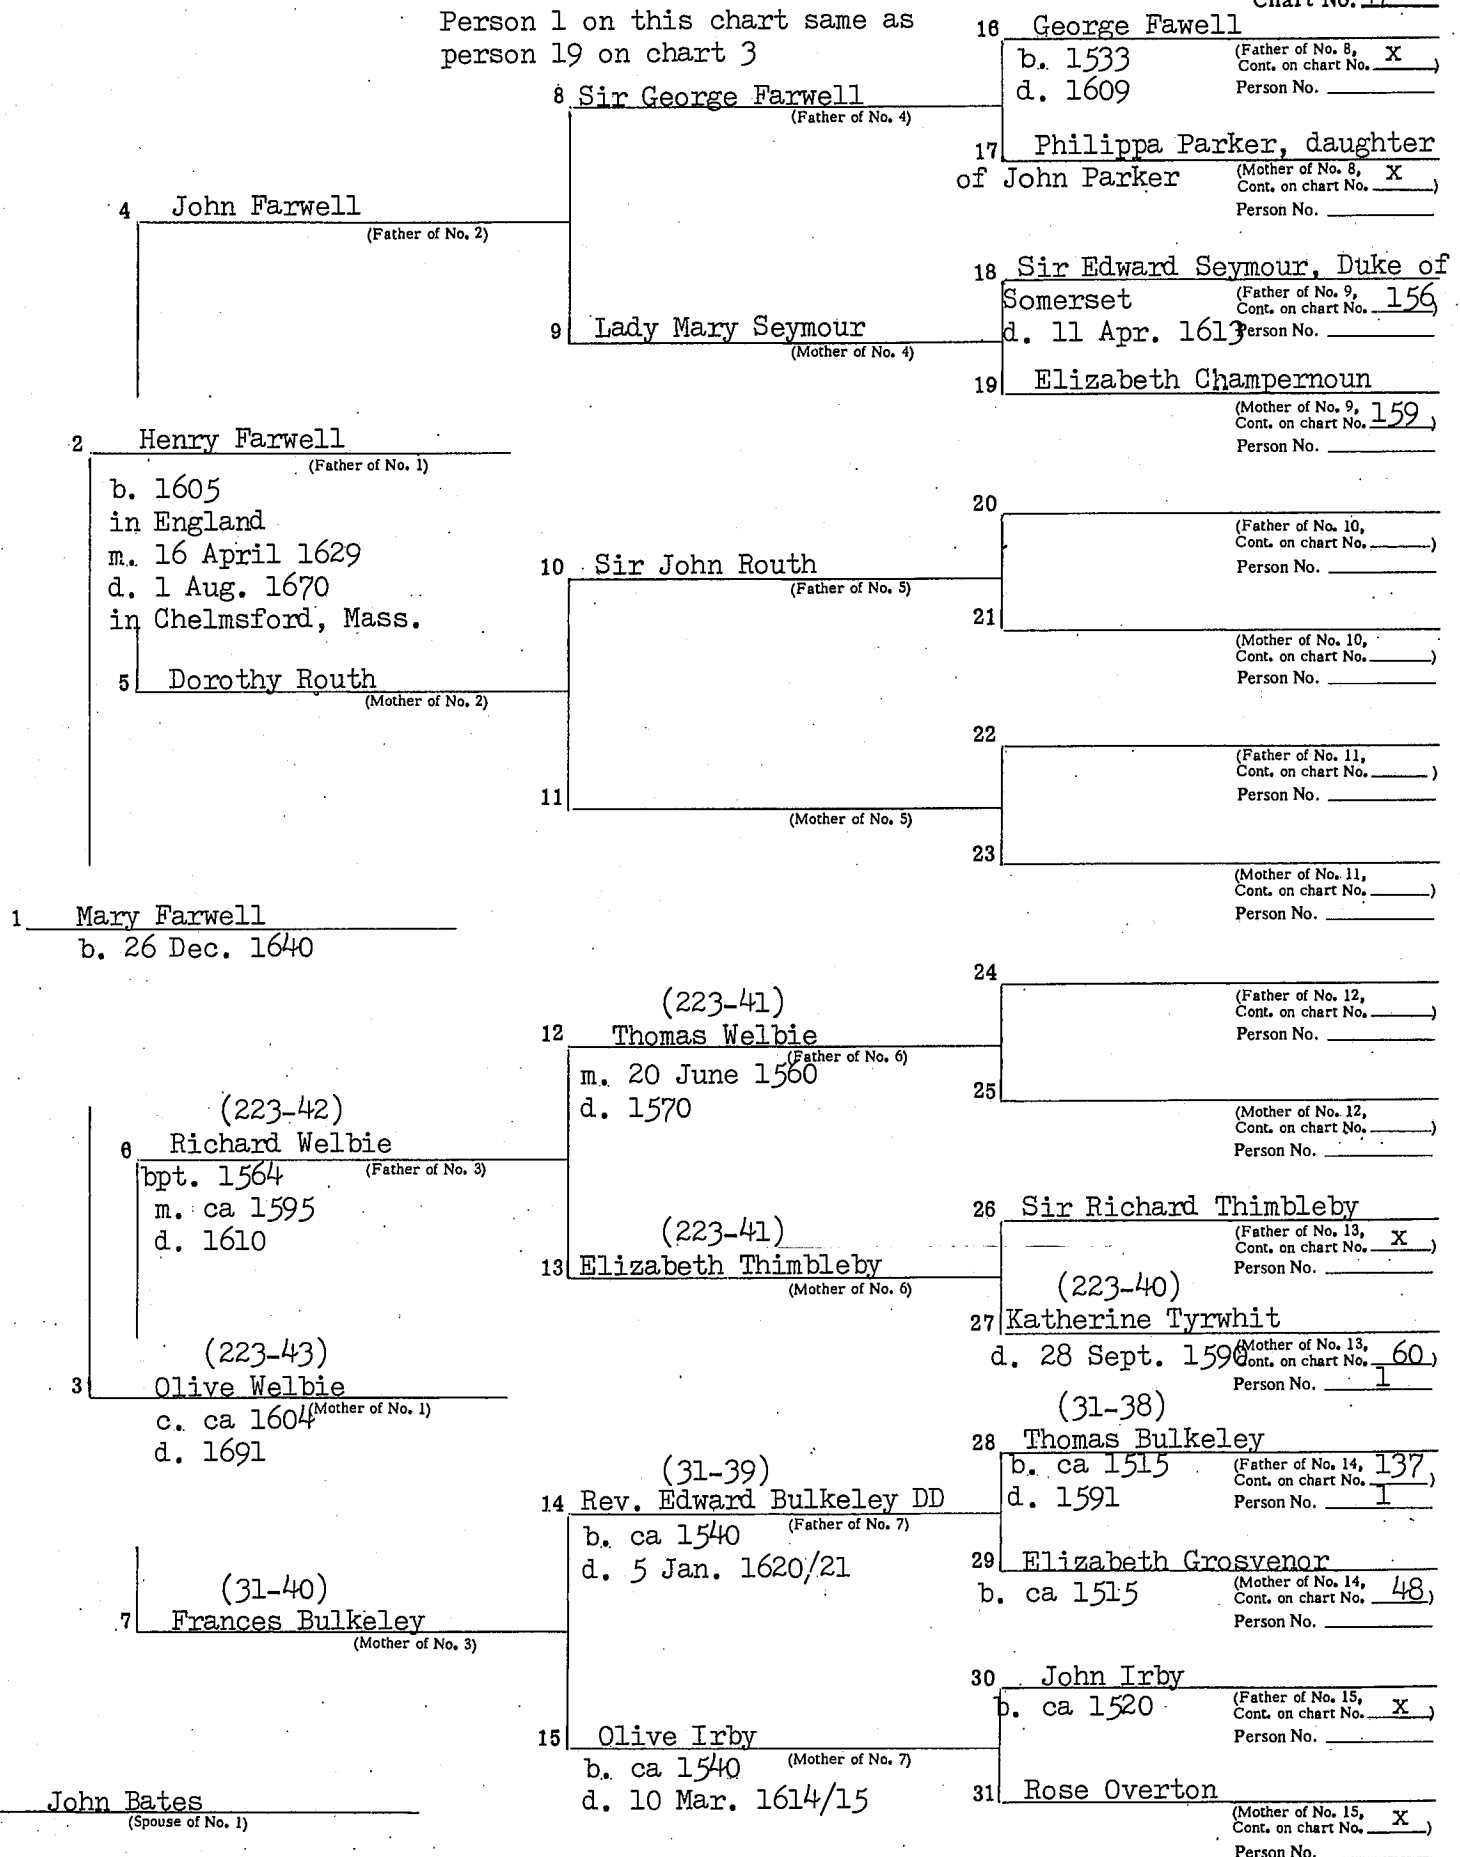 Person 1 on this chart same as
person 19 on chart 3
Chart No.
16 George Fawell
b. 1533
d. 1609
(Father of No. 8,
Cont. on chart No. X )
Person No.
8 Sir George Farwell
(Father of No. 4)
17 Philippa Parker, daughter
of John Parker
(Mother of No. 8,
Cont. on chart No. X )
Person No.
4 John Farwell
(Father of No. 2)
18 Sir Edward Seymour, Duke of
Somerset
d. 11 Apr. 1613
(Father of No. 9,
Cont. on chart No. 156)
Person No.
9 Lady Mary Seymour
(Mother of No. 4)
19 Elizabeth Champernoun
(Mother of No. 9,
Cont. on chart No. 159 )
Person No.
2 Henry Farwell
(Father of No. 1)
b. 1605
in England
m. 16 April 1629
d. 1 Aug. 1670
in Chelmsford, Mass.
20
(Father of No. 10,
Cont. on chart No. )
Person No.
10 Sir John Routh
(Father of No. 5)
21
(Mother of No. 10,
Cont. on chart No. )
Person No.
5 Dorothy Routh
(Mother of No. 2)
22
(Father of No. 11,
Cont. on chart No. )
Person No.
11
(Mother of No. 5)
23
(Mother of No. 11,
Cont. on chart No. )
Person No.
1 Mary Farwell
b. 26 Dec. 1640
24
(Father of No. 12,
Cont. on chart No. )
Person No.
(223-41)
12 Thomas Welbie
(Father of No. 6)
m. 20 June 1560
d. 1570
25
(Mother of No. 12,
Cont. on chart No. )
Person No.
(223-42)
6 Richard Welbie
(Father of No. 3)
bpt. 1564
m. ca 1595
d. 1610
26 Sir Richard Thimbleby
(Father of No. 13,
Cont. on chart No. X )
Person No.
(223-41)
13 Elizabeth Thimbleby
(Mother of No. 6)
(223-40)
27 Katherine Tyrwhit
d. 28 Sept. 1590
(Mother of No. 13,
Cont. on chart No. 60 )
Person No. 1
(223-43)
3 Olive Welbie
(Mother of No. 1)
c. ca 1604
d. 1691
(31-38)
28 Thomas Bulkeley
b. ca 1515
d. 1591
(Father of No. 14,
Cont. on chart No. 137 )
Person No. 1
(31-39)
14 Rev. Edward Bulkeley DD
(Father of No. 7)
b. ca 1540
d. 5 Jan. 1620/21
29 Elizabeth Grosvenor
b. ca 1515
(Mother of No. 14,
Cont. on chart No. 48 )
Person No.
(31-40)
7 Frances Bulkeley
(Mother of No. 3)
30 John Irby
b. ca 1520
(Father of No. 15,
Cont. on chart No. X )
Person No.
15 Olive Irby
(Mother of No. 7)
b. ca 1540
d. 10 Mar. 1614/15
31 Rose Overton
(Mother of No. 15,
Cont. on chart No. X )
Person No.
John Bates
(Spouse of No. 1)